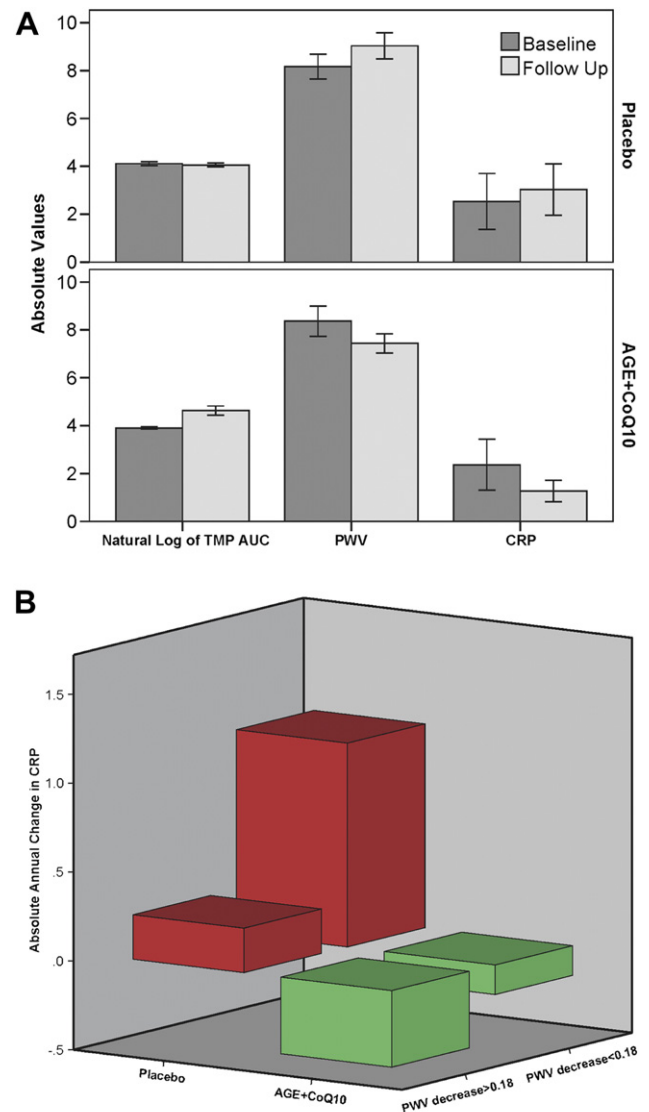 A
10
8
6
4
2
0
Baseline
Follow Up
Placebo
Absolute Values
10
8
6
4
2
0
AGE+CoQ10
Natural Log of TMP AUC
PWV
CRP
B
Absolute Annual Change in CRP
1.5
1.0
.5
.0
-.5
Placebo
AGE+CoQ10
PWV decrease>0.18
PWV decrease<0.18